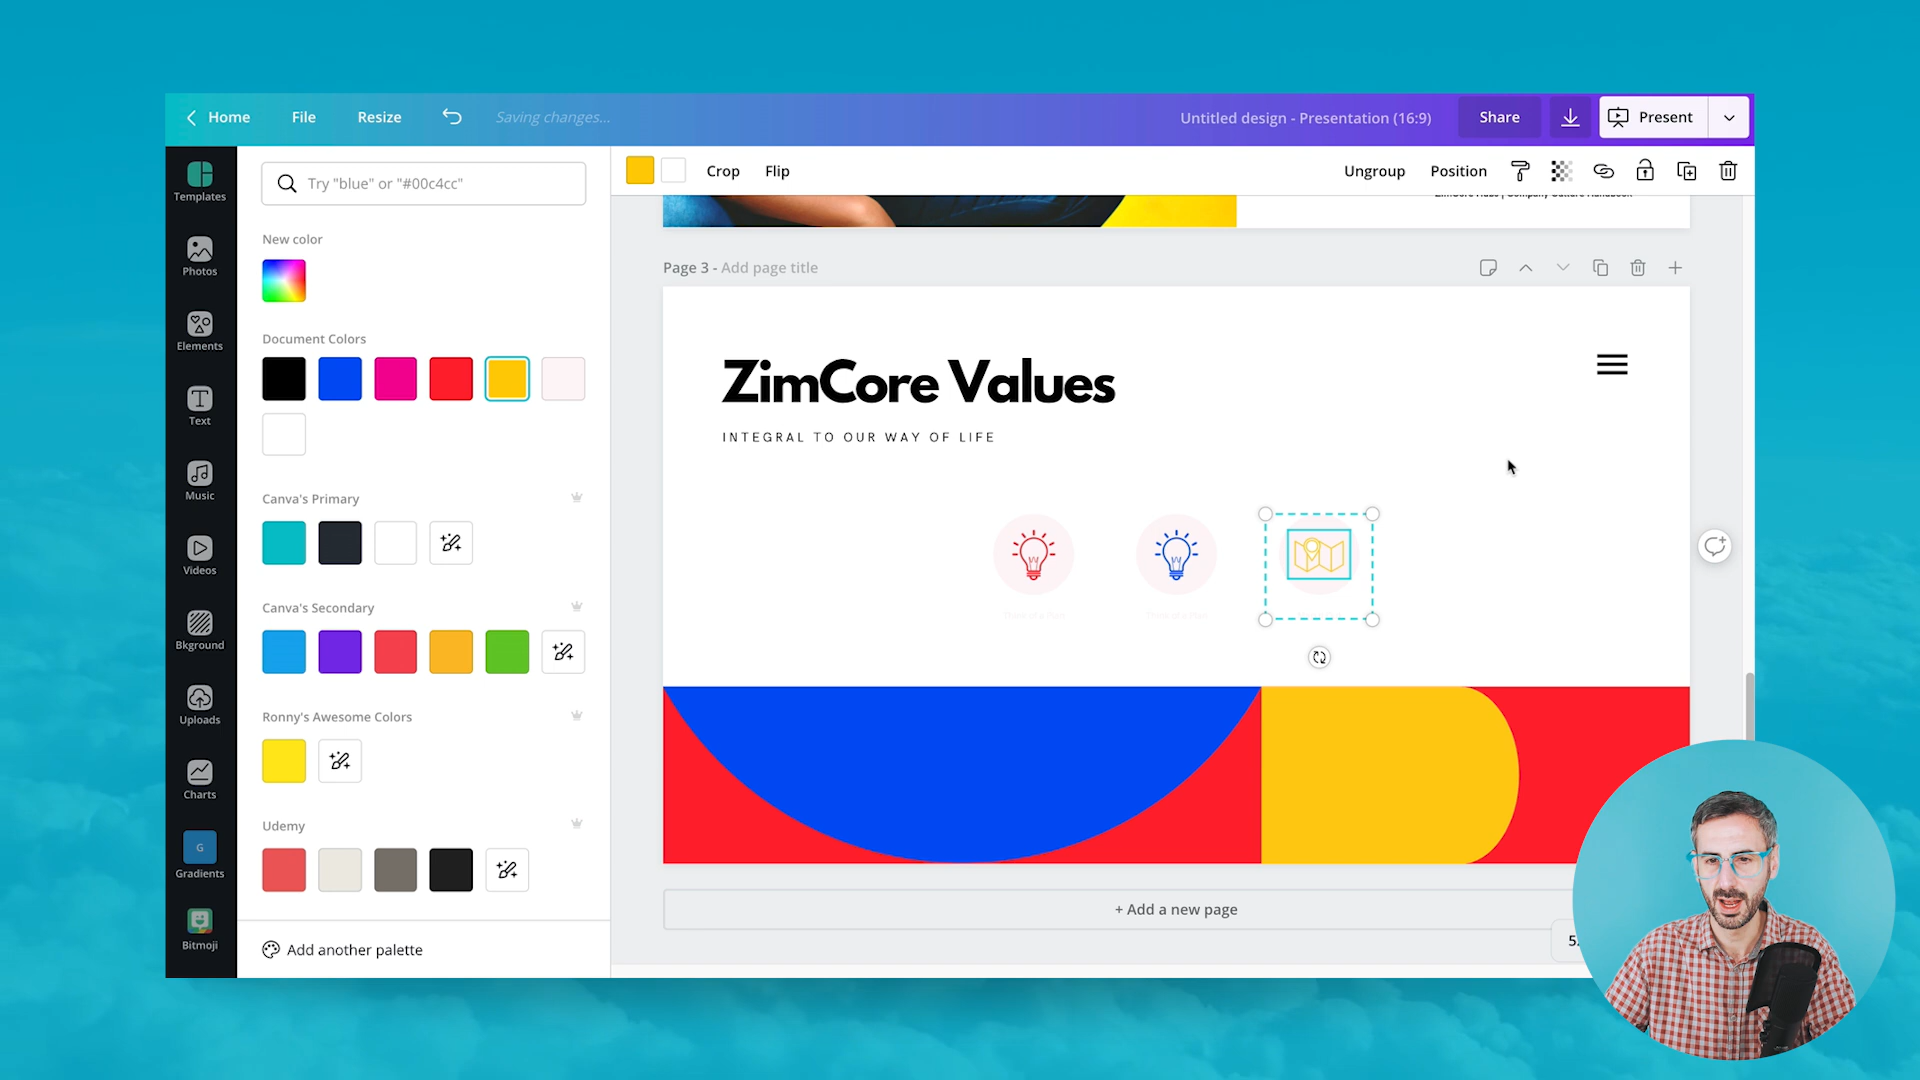 Home
File
Resize
Saving changes...
Untitled design - Presentation (16:9)
Share
Present
Templates
Photos
Elements
Text
Music
Videos
Bkground
Uploads
Charts
G
Gradients
Bitmoji
Try "blue" or "#00c4cc"
New color
Document Colors
Canva's Primary
Canva's Secondary
Ronny's Awesome Colors
Udemy
Add another palette
Crop
Flip
Ungroup
Position
Page 3 - Add page title
ZimCore Values
INTEGRAL TO OUR WAY OF LIFE
+ Add a new page